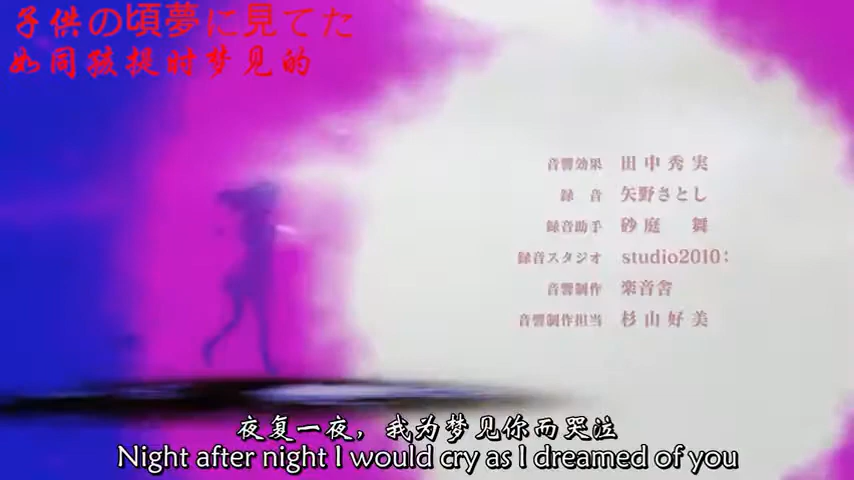 子供の頃夢に見てた
如同孩提时梦见的
音響効果 田中秀実
録音 矢野さとし
録音助手 砂庭 舞
録音スタジオ studio2010:
音響制作 楽音舎
音響制作担当 杉山好美
夜复一夜，我为梦见你而哭泣
Night after night I would cry as I dreamed of you